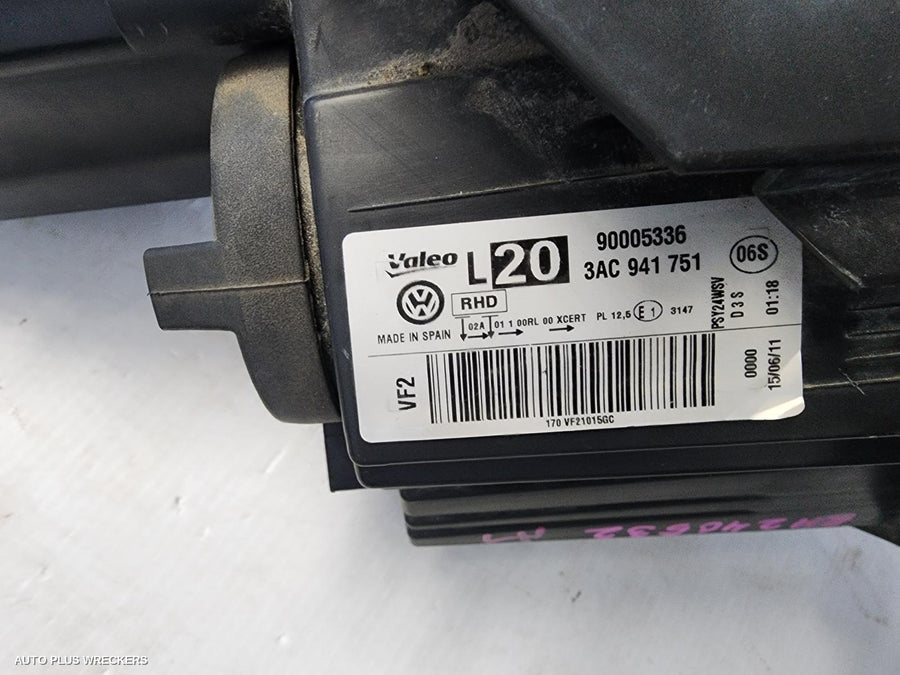 Valeo L20 90005336 06S
3AC 941 751
RHD
02A 01 1 00RL 00 XCERT PL 12,5 E 1 3147
MADE IN SPAIN
PSY24WSV
D3S
01:18
VF2
0000
15/06/11
170 VF21015GC
AUTO PLUS WRECKERS